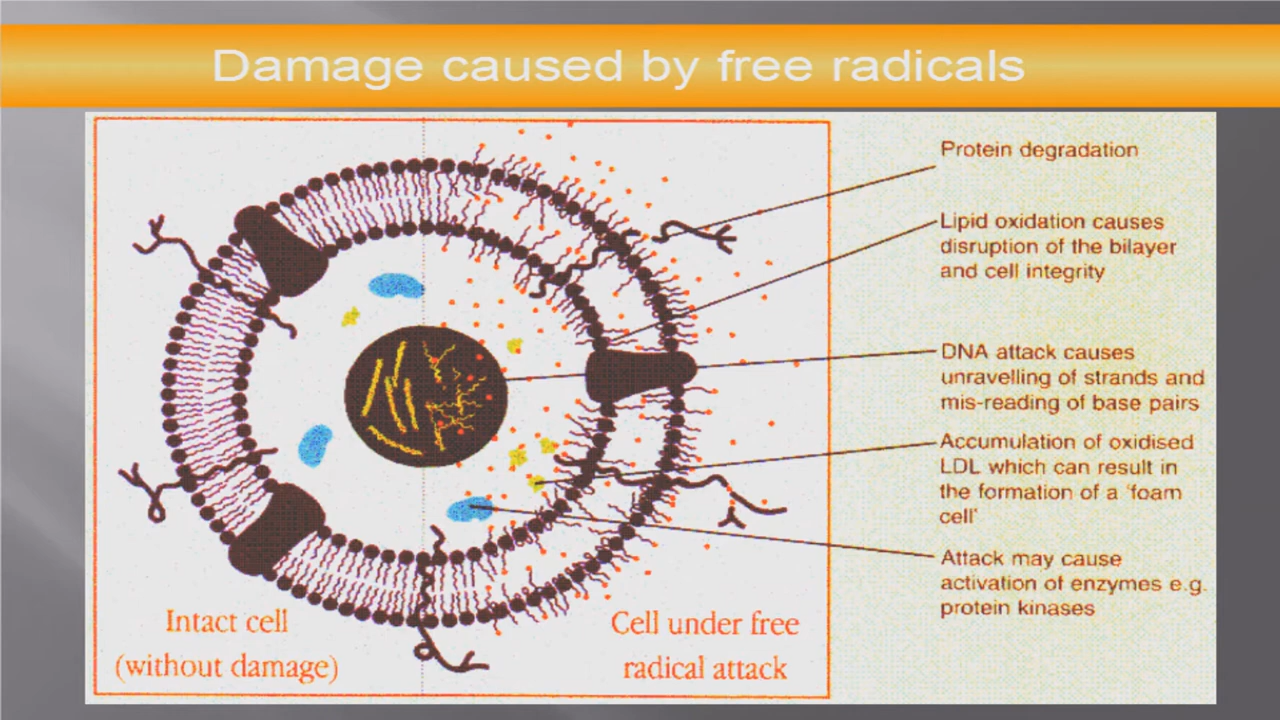 Damage caused by free radicals
Protein degradation
Lipid oxidation causes
disruption of the bilayer
and cell integrity
DNA attack causes
unravelling of strands and
mis-reading of base pairs
Accumulation of oxidised
LDL which can result in
the formation of a 'foam
cell'
Attack may cause
activation of enzymes e.g.
protein kinases
Intact cell
(without damage)
Cell under free
radical attack